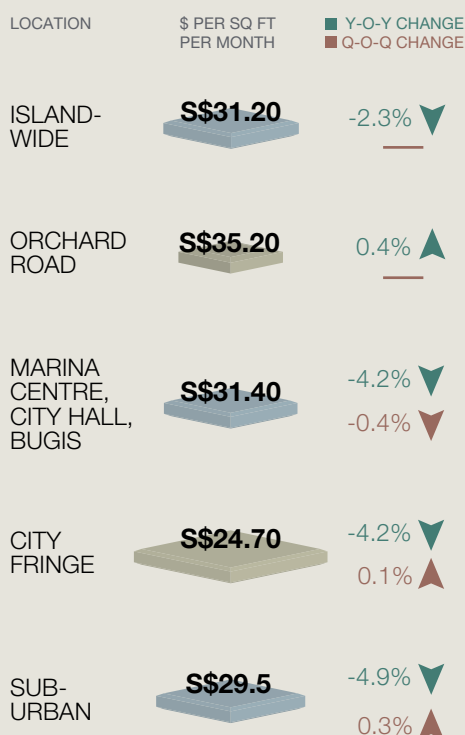 LOCATION
$ PER SQ FT
PER MONTH
Y-O-Y CHANGE
Q-O-Q CHANGE
ISLAND-
WIDE
S$31.20
-2.3%
ORCHARD
ROAD
S$35.20
0.4%
MARINA
CENTRE,
CITY HALL,
BUGIS
S$31.40
-4.2%
-0.4%
CITY
FRINGE
S$24.70
-4.2%
0.1%
SUB-
URBAN
S$29.5
-4.9%
0.3%